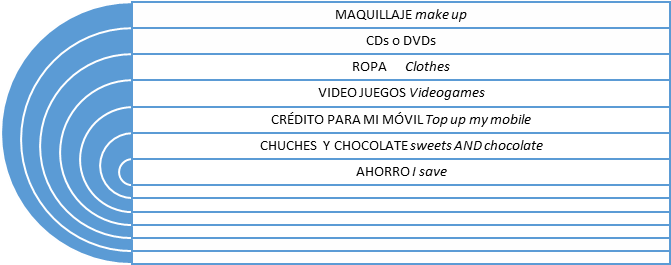 MAQUILLAJE make up
CDs o DVDs
ROPA Clothes
VIDEO JUEGOS Videogames
CRÉDITO PARA MI MÓVIL Top up my mobile
CHUCHES Y CHOCOLATE sweets AND chocolate
AHORRO I save